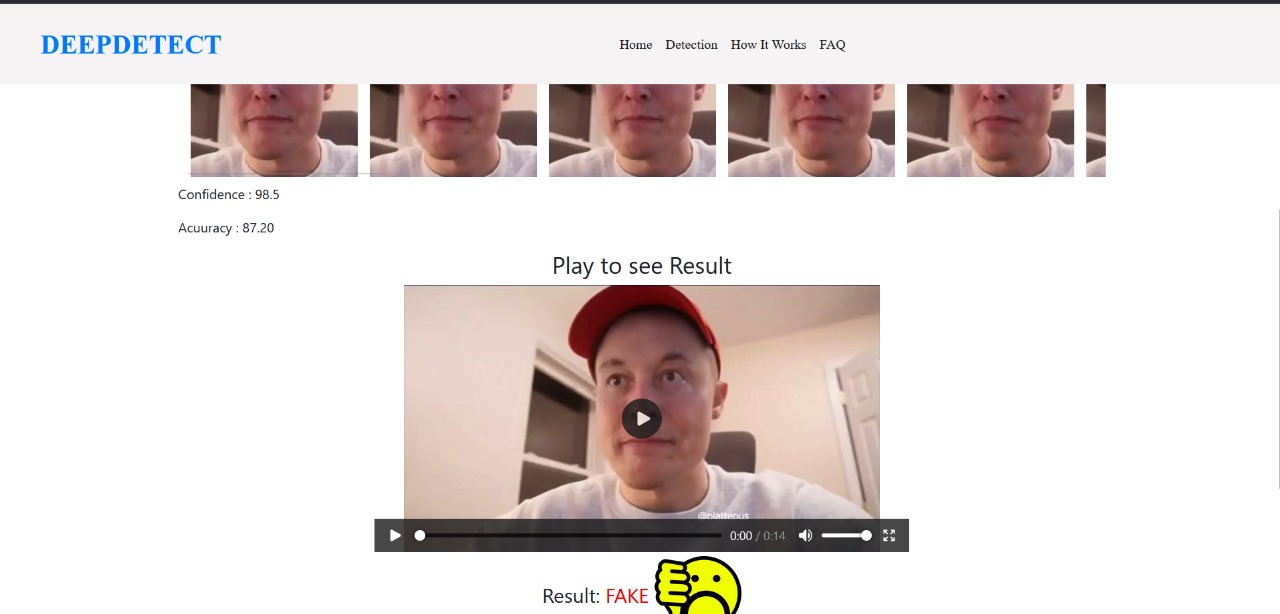 DEEPDETECT
Home Detection How It Works FAQ
Confidence : 98.5
Acuuracy : 87.20
Play to see Result
@platteous
0:00 / 0:14
Result: FAKE